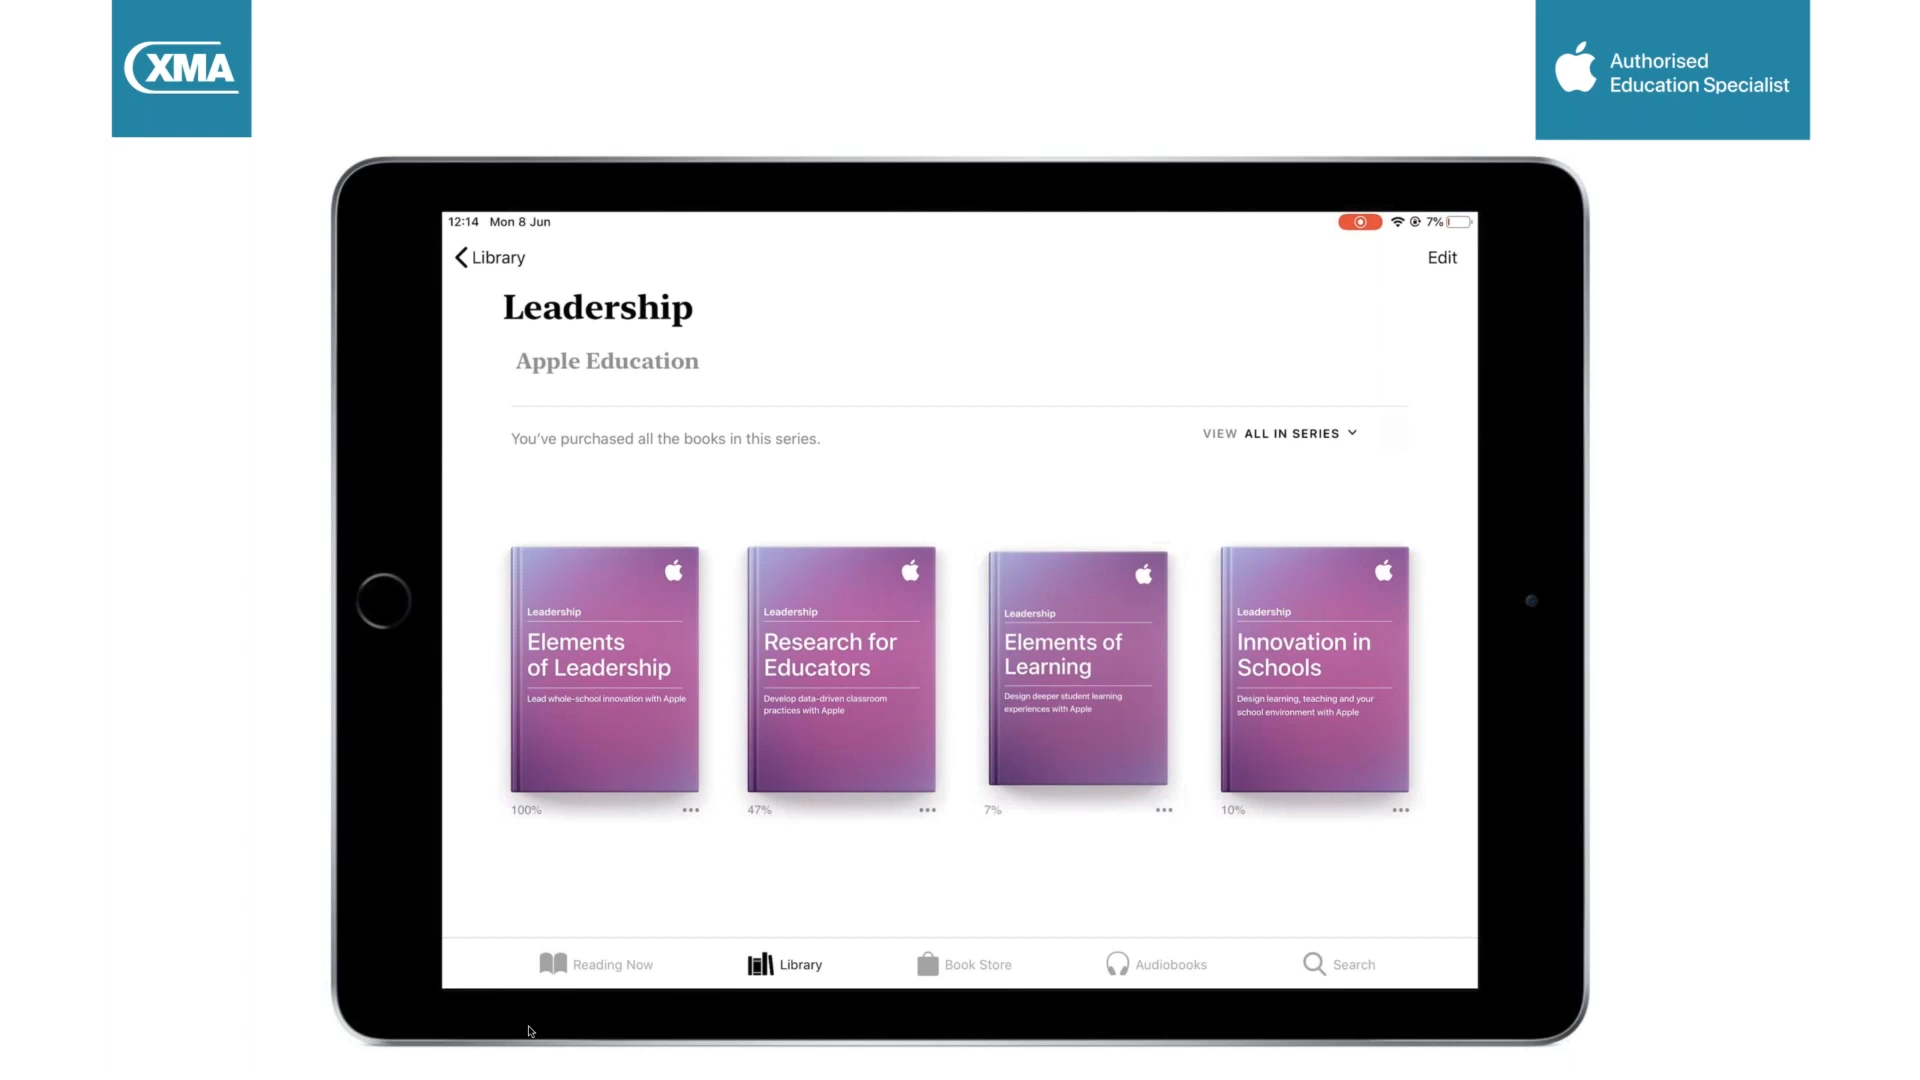 XMA
Authorised
Education Specialist
12:14 Mon 8 Jun
7%
Library
Edit
Leadership
Apple Education
You've purchased all the books in this series.
VIEW ALL IN SERIES
Leadership
Elements
of Leadership
Lead whole-school innovation with Apple
100%
Leadership
Research for
Educators
Develop data-driven classroom
practices with Apple
47%
Leadership
Elements of
Learning
Design deeper student learning
experiences with Apple
7%
Leadership
Innovation in
Schools
Design learning, teaching and your
school environment with Apple
10%
Reading Now
Library
Book Store
Audiobooks
Search